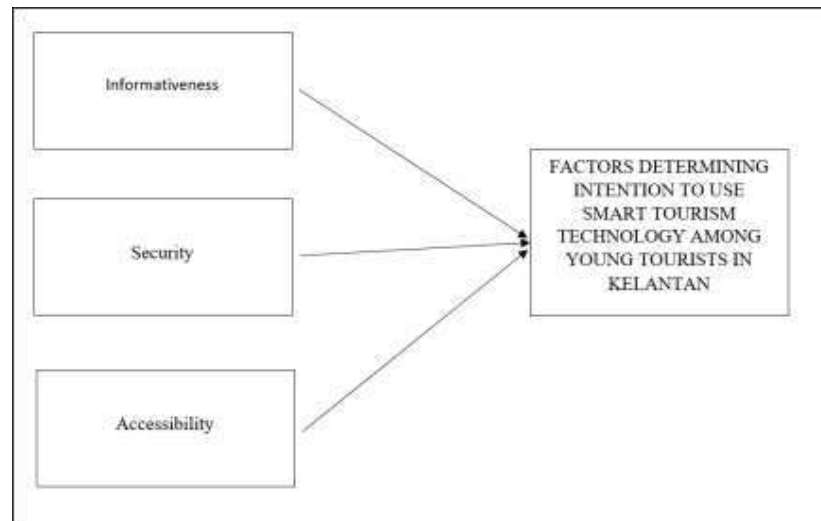 Informativeness
Security
Accessibility
FACTORS DETERMINING
INTENTION TO USE
SMART TOURISM
TECHNOLOGY AMONG
YOUNG TOURISTS IN
KELANTAN